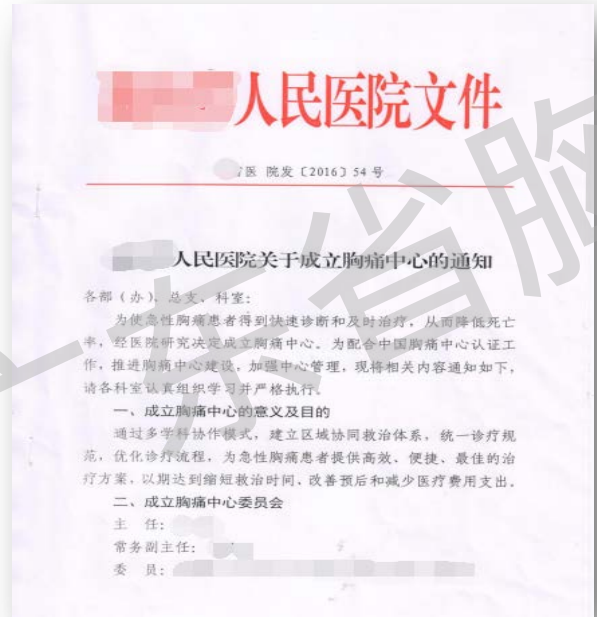 人民医院文件
医 院发〔2016〕54号
人民医院关于成立胸痛中心的通知
各部（办）、总支、科室：
为使急性胸痛患者得到快速诊断和及时治疗，从而降低死亡
率，经医院研究决定成立胸痛中心。为配合中国胸痛中心认证工
作，推进胸痛中心建设，加强中心管理，现将相关内容通知如下，
请各科室认真组织学习并严格执行。
一、成立胸痛中心的意义及目的
通过多学科协作模式，建立区域协同救治体系，统一诊疗规
范，优化诊疗流程，为急性胸痛患者提供高效、便捷、最佳的治
疗方案，以期达到缩短救治时间、改善预后和减少医疗费用支出。
二、成立胸痛中心委员会
主 任：
常务副主任：
委 员：
东省胸